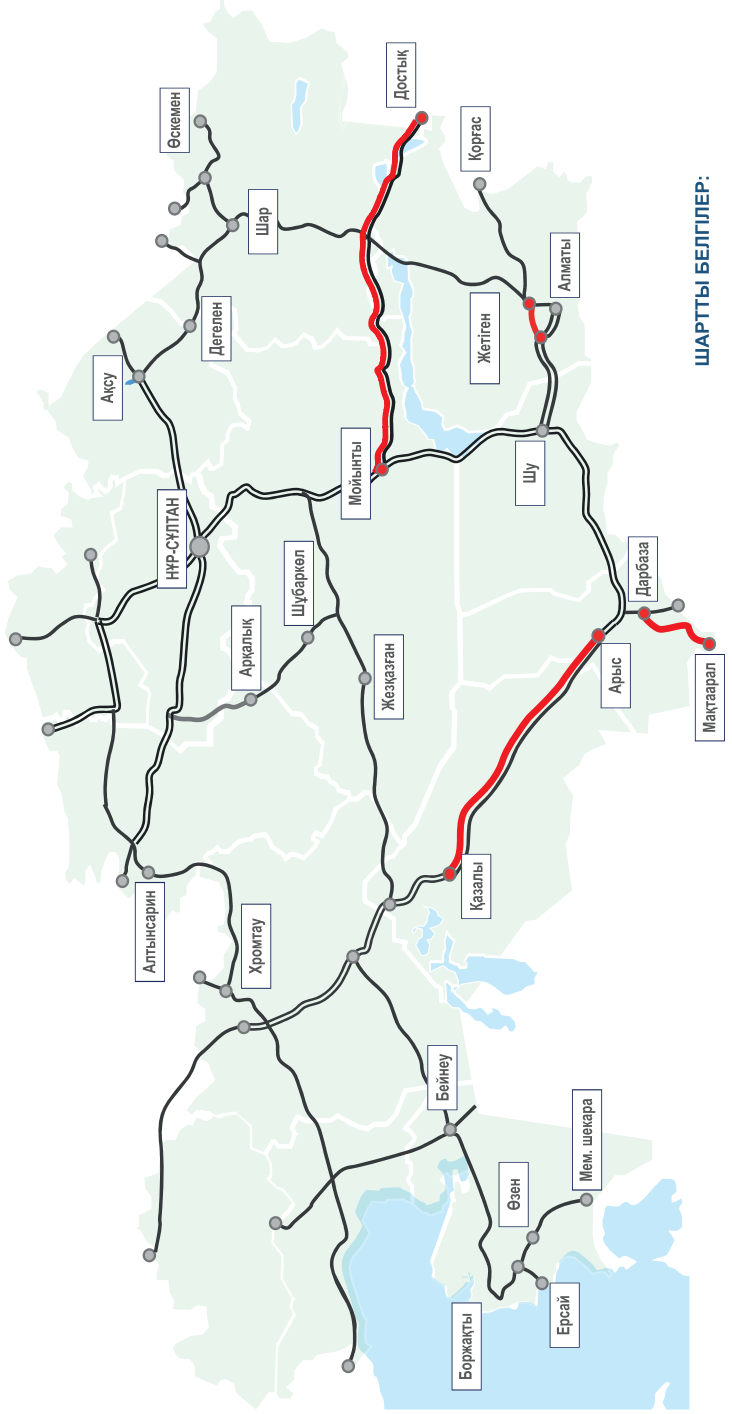 Ақсу
Алтынсарин
НҰР-СҰЛТАН
Өскемен
Дегелен
Арқалық
Хромтау
Шар
Шұбаркөл
Мойынты
Жезқазған
Достық
Бейнеу
Боржақты
Қазалы
Жетіген
Қорғас
Өзен
Шу
Ерсай
Алматы
Мем. шекара
Арыс
Дарбаза
Мақтаарал
ШАРТТЫ БЕЛГІЛЕР: